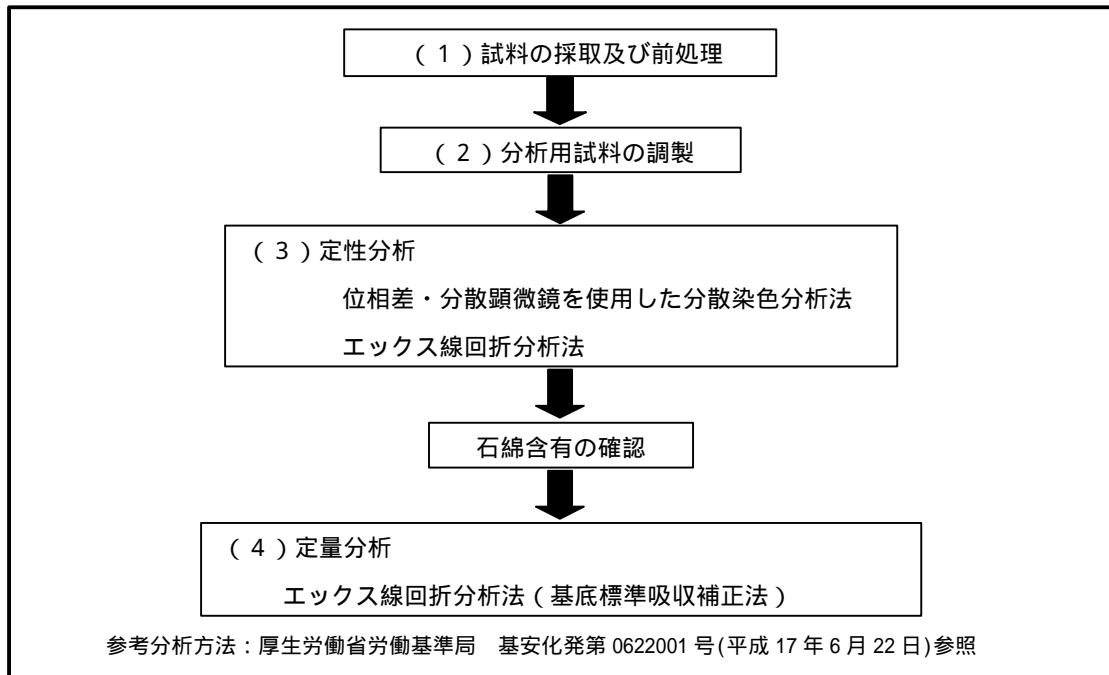 （１）試料の採取及び前処理
（２）分析用試料の調製
（３）定性分析
位相差・分散顕微鏡を使用した分散染色分析法
エックス線回折分析法
石綿含有の確認
（４）定量分析
エックス線回折分析法（基底標準吸収補正法）
参考分析方法：厚生労働省労働基準局　基安化発第 0622001 号(平成 17 年 6 月 22 日)参照